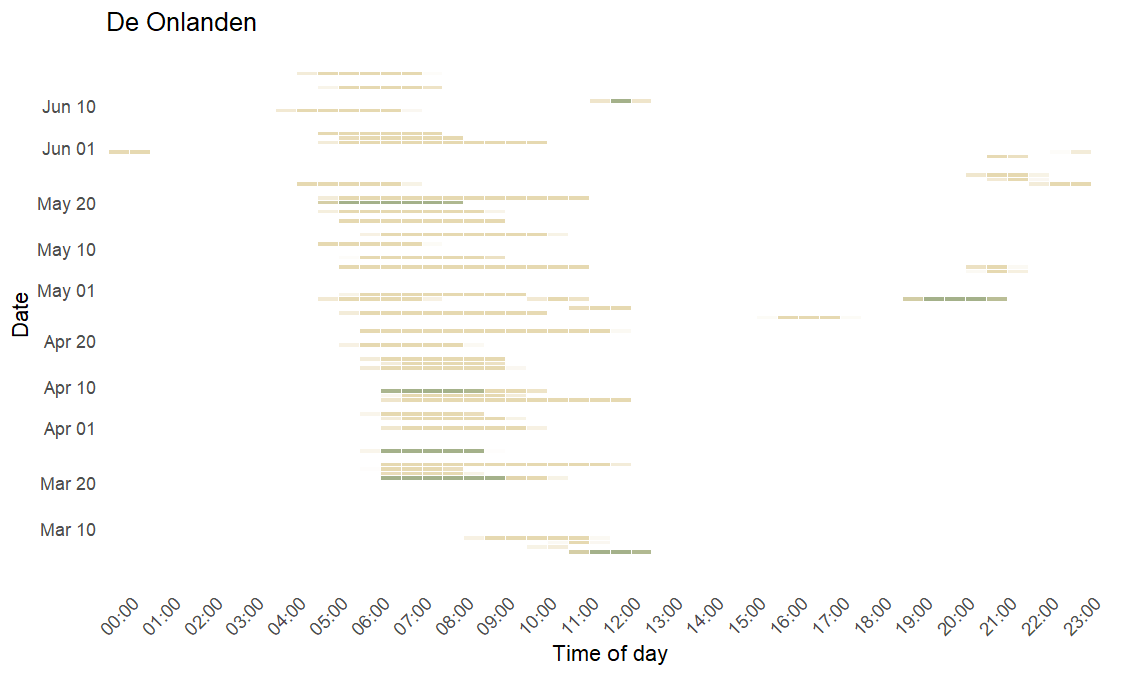 De Onlanden
Jun 10
Jun 01
May 20
May 10
May 01
Apr 20
Apr 10
Apr 01
Mar 20
Mar 10
Date
00:00
01:00
02:00
03:00
04:00
05:00
06:00
07:00
08:00
09:00
10:00
11:00
12:00
13:00
14:00
15:00
16:00
17:00
18:00
19:00
20:00
21:00
22:00
23:00
Time of day